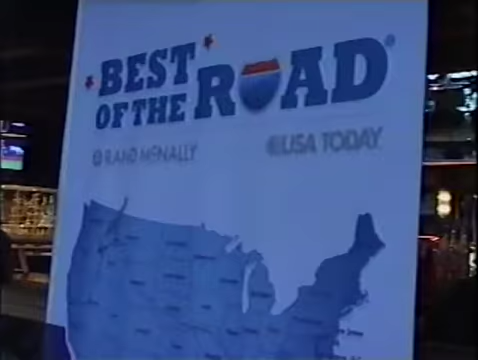 BEST
OF THE ROAD®
RAND MCNALLY
USA TODAY